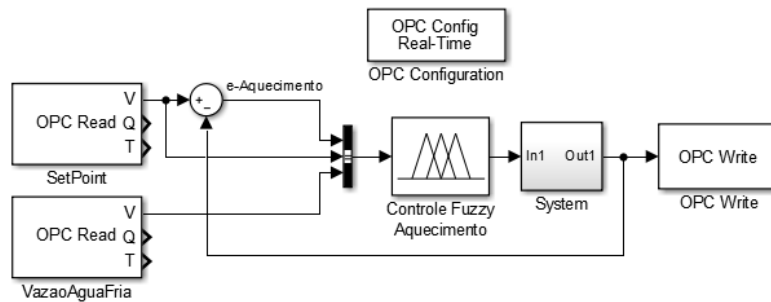 OPC Config
Real-Time
OPC Configuration
e-Aquecimento
V
OPC Read
Q
T
SetPoint
+
−
Controle Fuzzy
Aquecimento
In1
Out1
System
OPC Write
OPC Write
V
OPC Read
Q
T
VazaoAguaFria